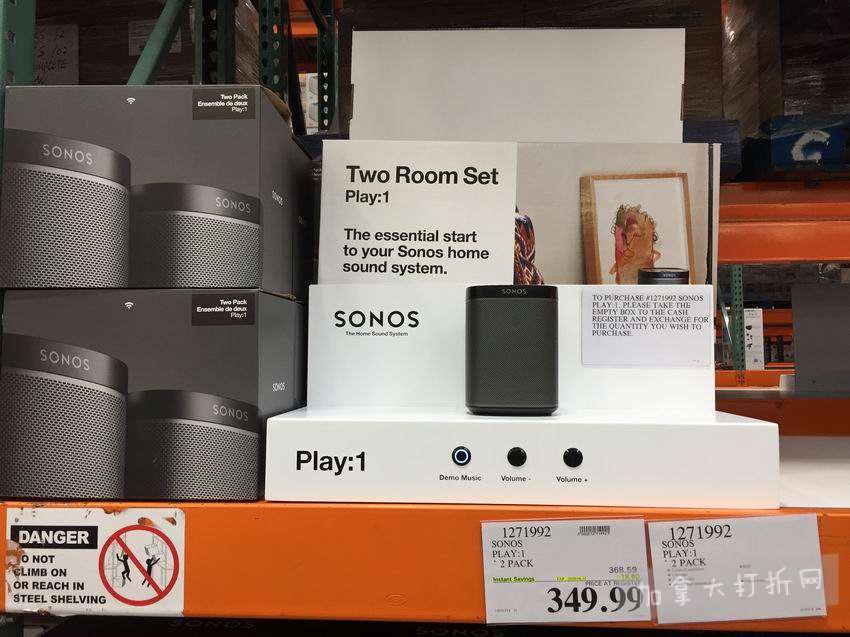 Two Pack
Ensemble de deux
Play:1
SONOS
SONOS
SONOS
Two Pack
Ensemble de deux
Play:1
SONOS
SONOS
SONOS
Two Room Set
Play:1
The essential start
to your Sonos home
sound system.
SONOS
The Home Sound System
SONOS
TO PURCHASE #1271992 SONOS
PLAY:1, PLEASE TAKE THE
EMPTY BOX TO THE CASH
REGISTER AND EXCHANGE FOR
THE QUANTITY YOU WISH TO
PURCHASE.
Play:1
Demo Music
Volume -
Volume +
DANGER
DO NOT
CLIMB ON
OR REACH IN
STEEL SHELVING
1271992
SONOS
PLAY:1
2 PACK
368.59
Instant Savings
PRICE AT REGISTER
349.99
1271992
SONOS
PLAY:1
2 PACK
加拿大打折网